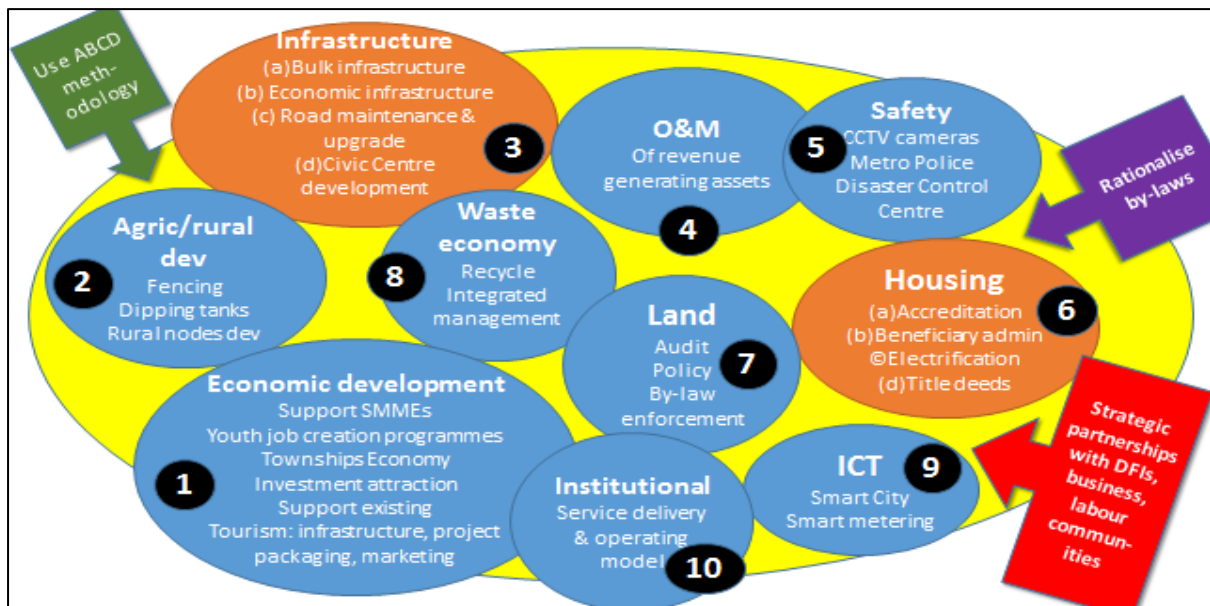 Use ABCD
meth-
odology
Infrastructure
(a)Bulk infrastructure
(b) Economic infrastructure
(c) Road maintenance &
upgrade
(d)Civic Centre
development
3
O&M
Of revenue
generating assets
4
Safety
CCTV cameras
Metro Police
Disaster Control
Centre
5
Rationalise
by-laws
Agric/rural
dev
Fencing
Dipping tanks
Rural nodes dev
2
Waste
economy
Recycle
Integrated
management
8
Land
Audit
Policy
By-law
enforcement
7
Housing
(a)Accreditation
(b)Beneficiary admin
©Electrification
(d)Title deeds
6
Economic development
Support SMMEs
Youth job creation programmes
Townships Economy
Investment attraction
Support existing
Tourism: infrastructure, project
packaging, marketing
1
Institutional
Service delivery
& operating
model
10
ICT
Smart City
Smart metering
9
Strategic
partnerships
with DFIs,
business,
labour
commun-
ities